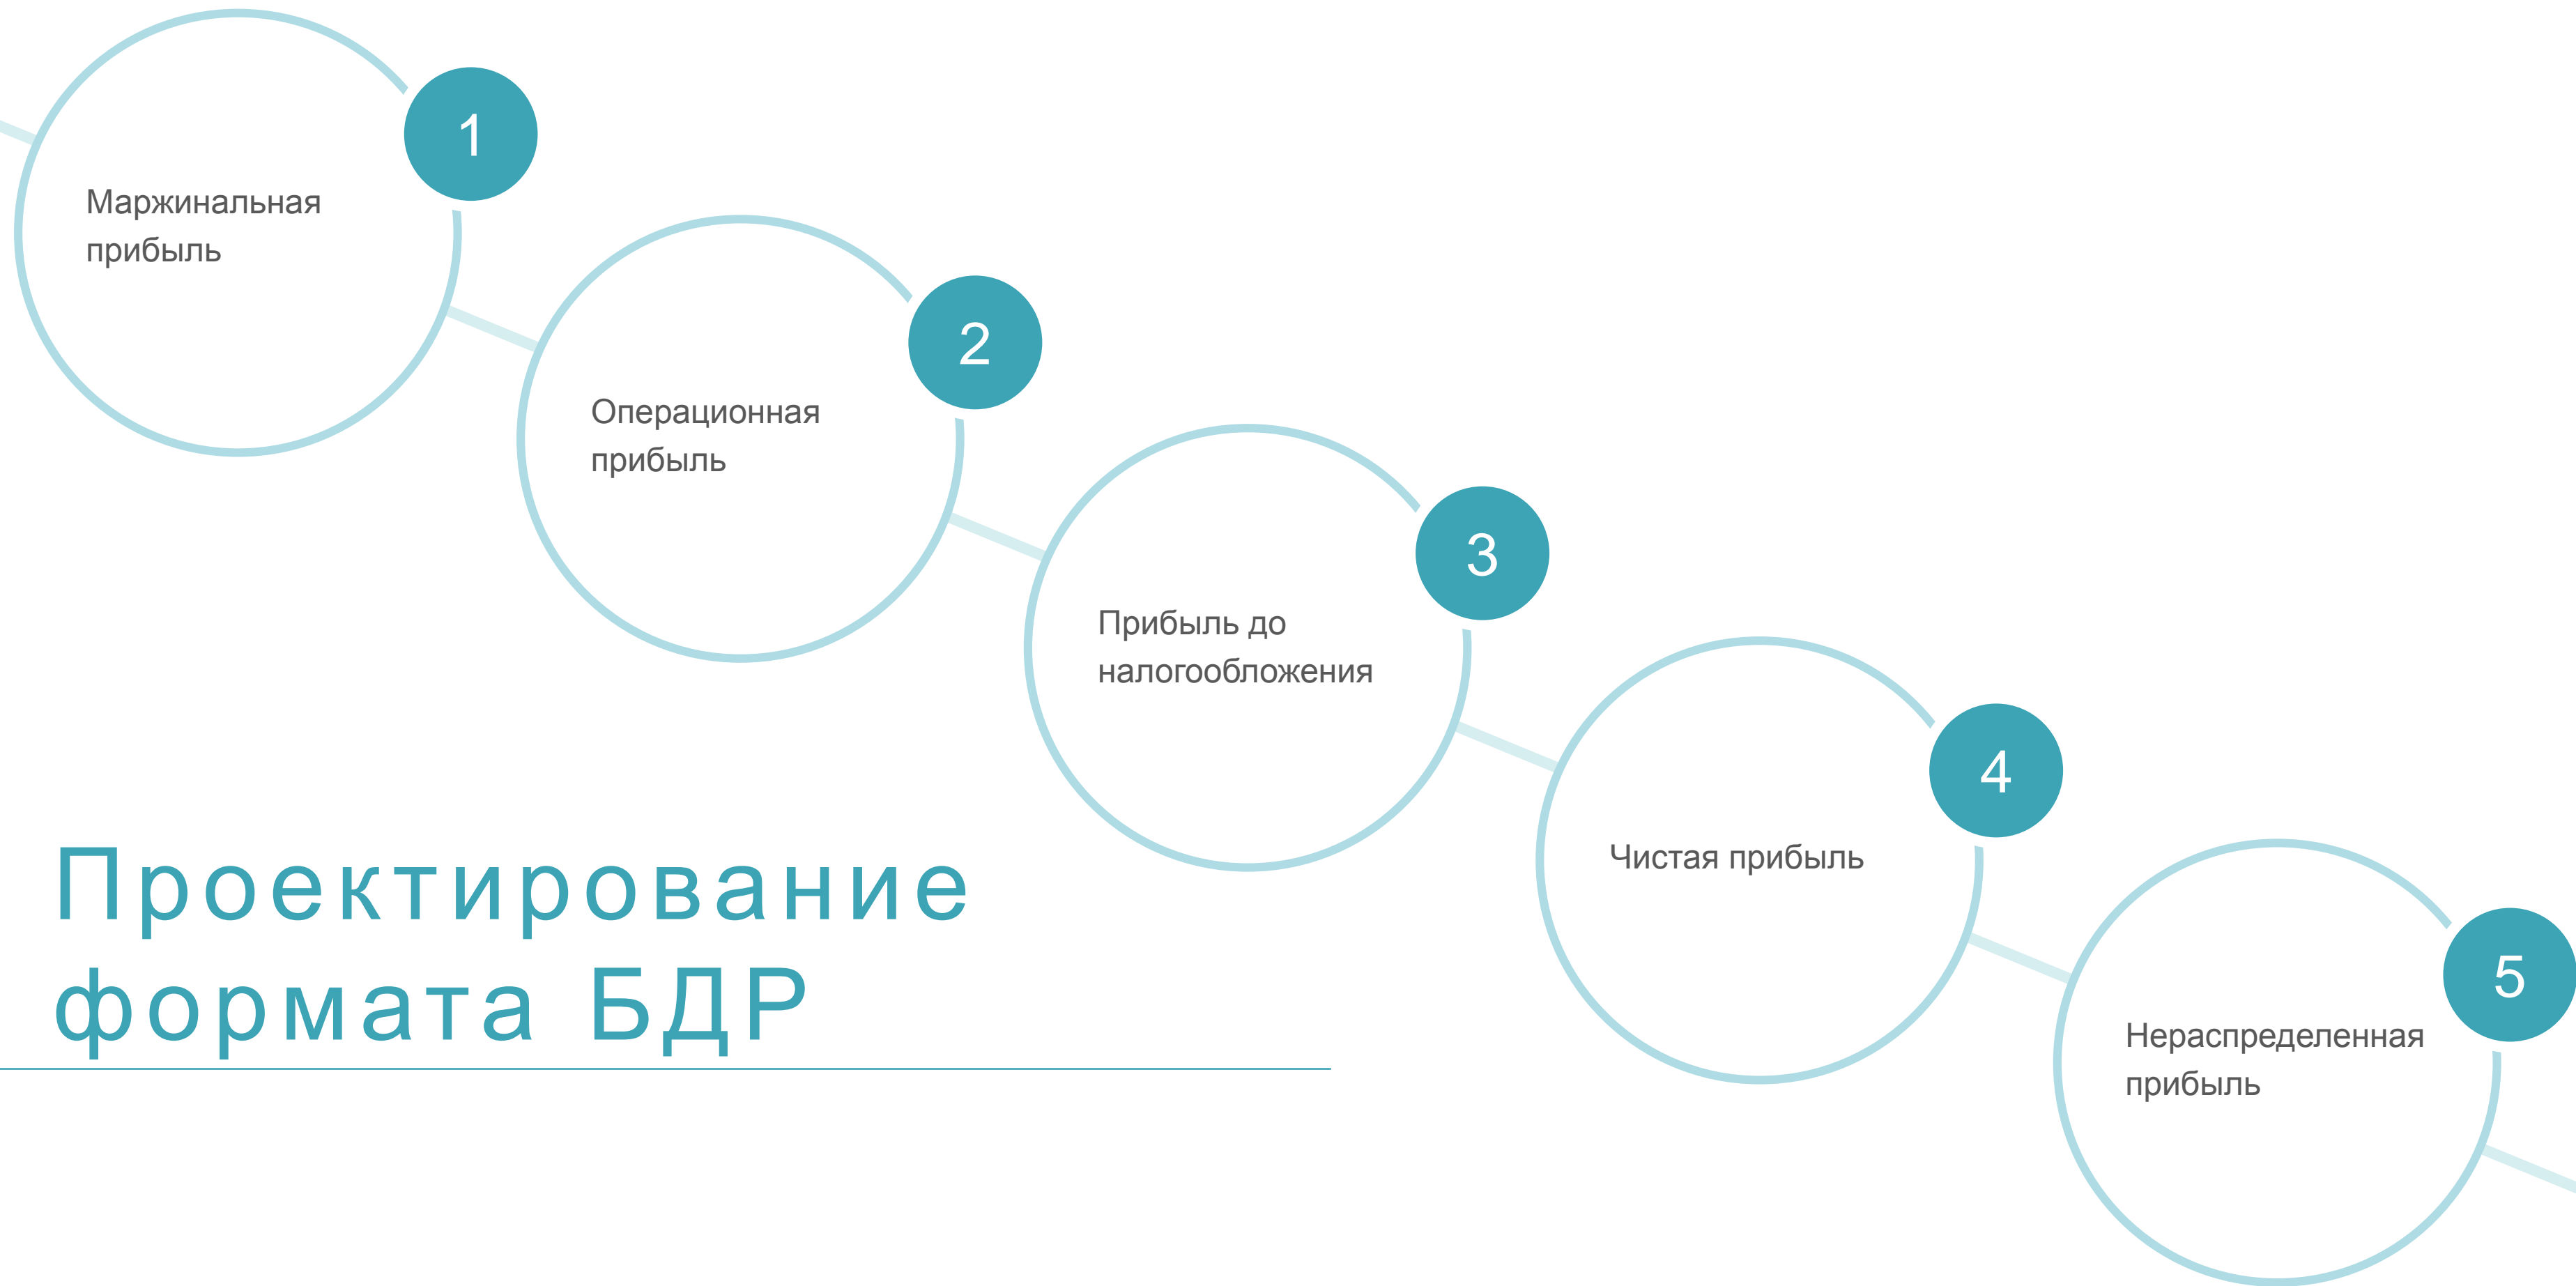 1
Маржинальная
прибыль
2
Операционная
прибыль
3
Прибыль до
налогообложения
4
Чистая прибыль
5
Нераспределенная
прибыль
Проектирование
формата БДР